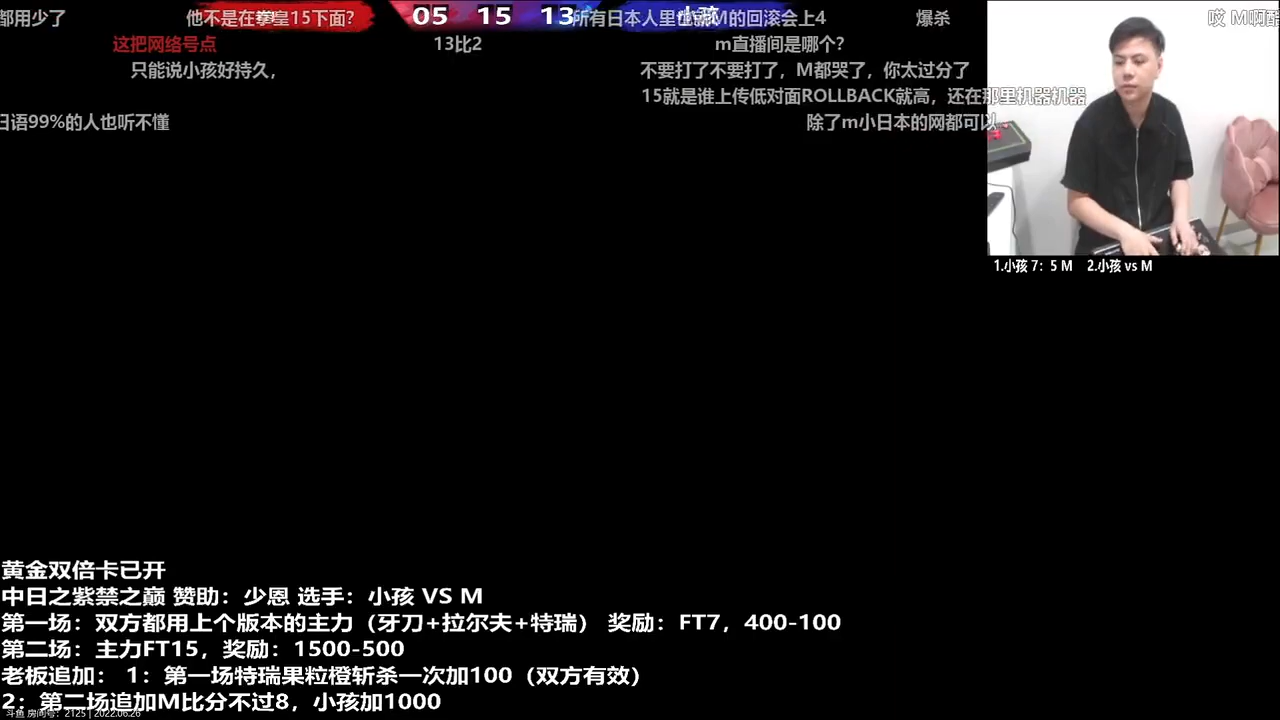 都用少了
他不是在拳皇15下面?
05 15 13
所有日本人里也就M的回滚会上4
爆杀
哎 M啊
这把网络号点
13比2
m直播间是哪个?
只能说小孩好持久，
不要打了不要打了，M都哭了，你太过分了
15就是谁上传低对面ROLLBACK就高，还在那里机器机器
日语99%的人也听不懂
除了m小日本的网都可以
1.小孩 7：5 M 2.小孩 vs M
黄金双倍卡已开
中日之紫禁之巅 赞助：少恩 选手：小孩 VS M
第一场：双方都用上个版本的主力（牙刀+拉尔夫+特瑞） 奖励：FT7，400-100
第二场：主力FT15，奖励：1500-500
老板追加： 1：第一场特瑞果粒橙斩杀一次加100（双方有效）
2：第二场追加M比分不过8，小孩加1000
斗鱼 房间号：2125 | 2022.06.26